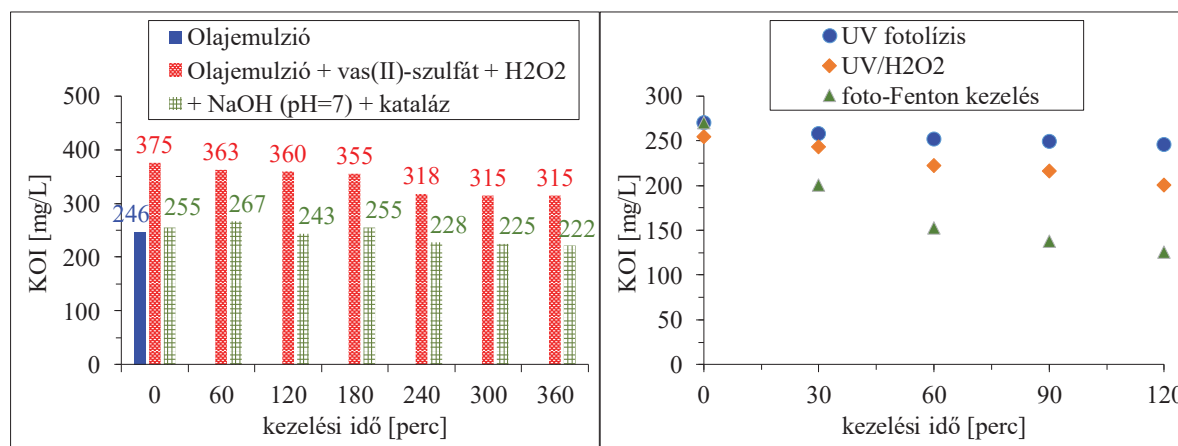 Olajemulzió
Olajemulzió + vas(II)-szulfát + H2O2
+ NaOH (pH=7) + kataláz
KOI [mg/L]
500
400
300
200
100
0
246
375
255
363
267
360
243
355
255
318
228
315
225
315
222
0 60 120 180 240 300 360
kezelési idő [perc]
UV fotolízis
UV/H2O2
foto-Fenton kezelés
KOI [mg/L]
300
250
200
150
100
50
0
0 30 60 90 120
kezelési idő [perc]